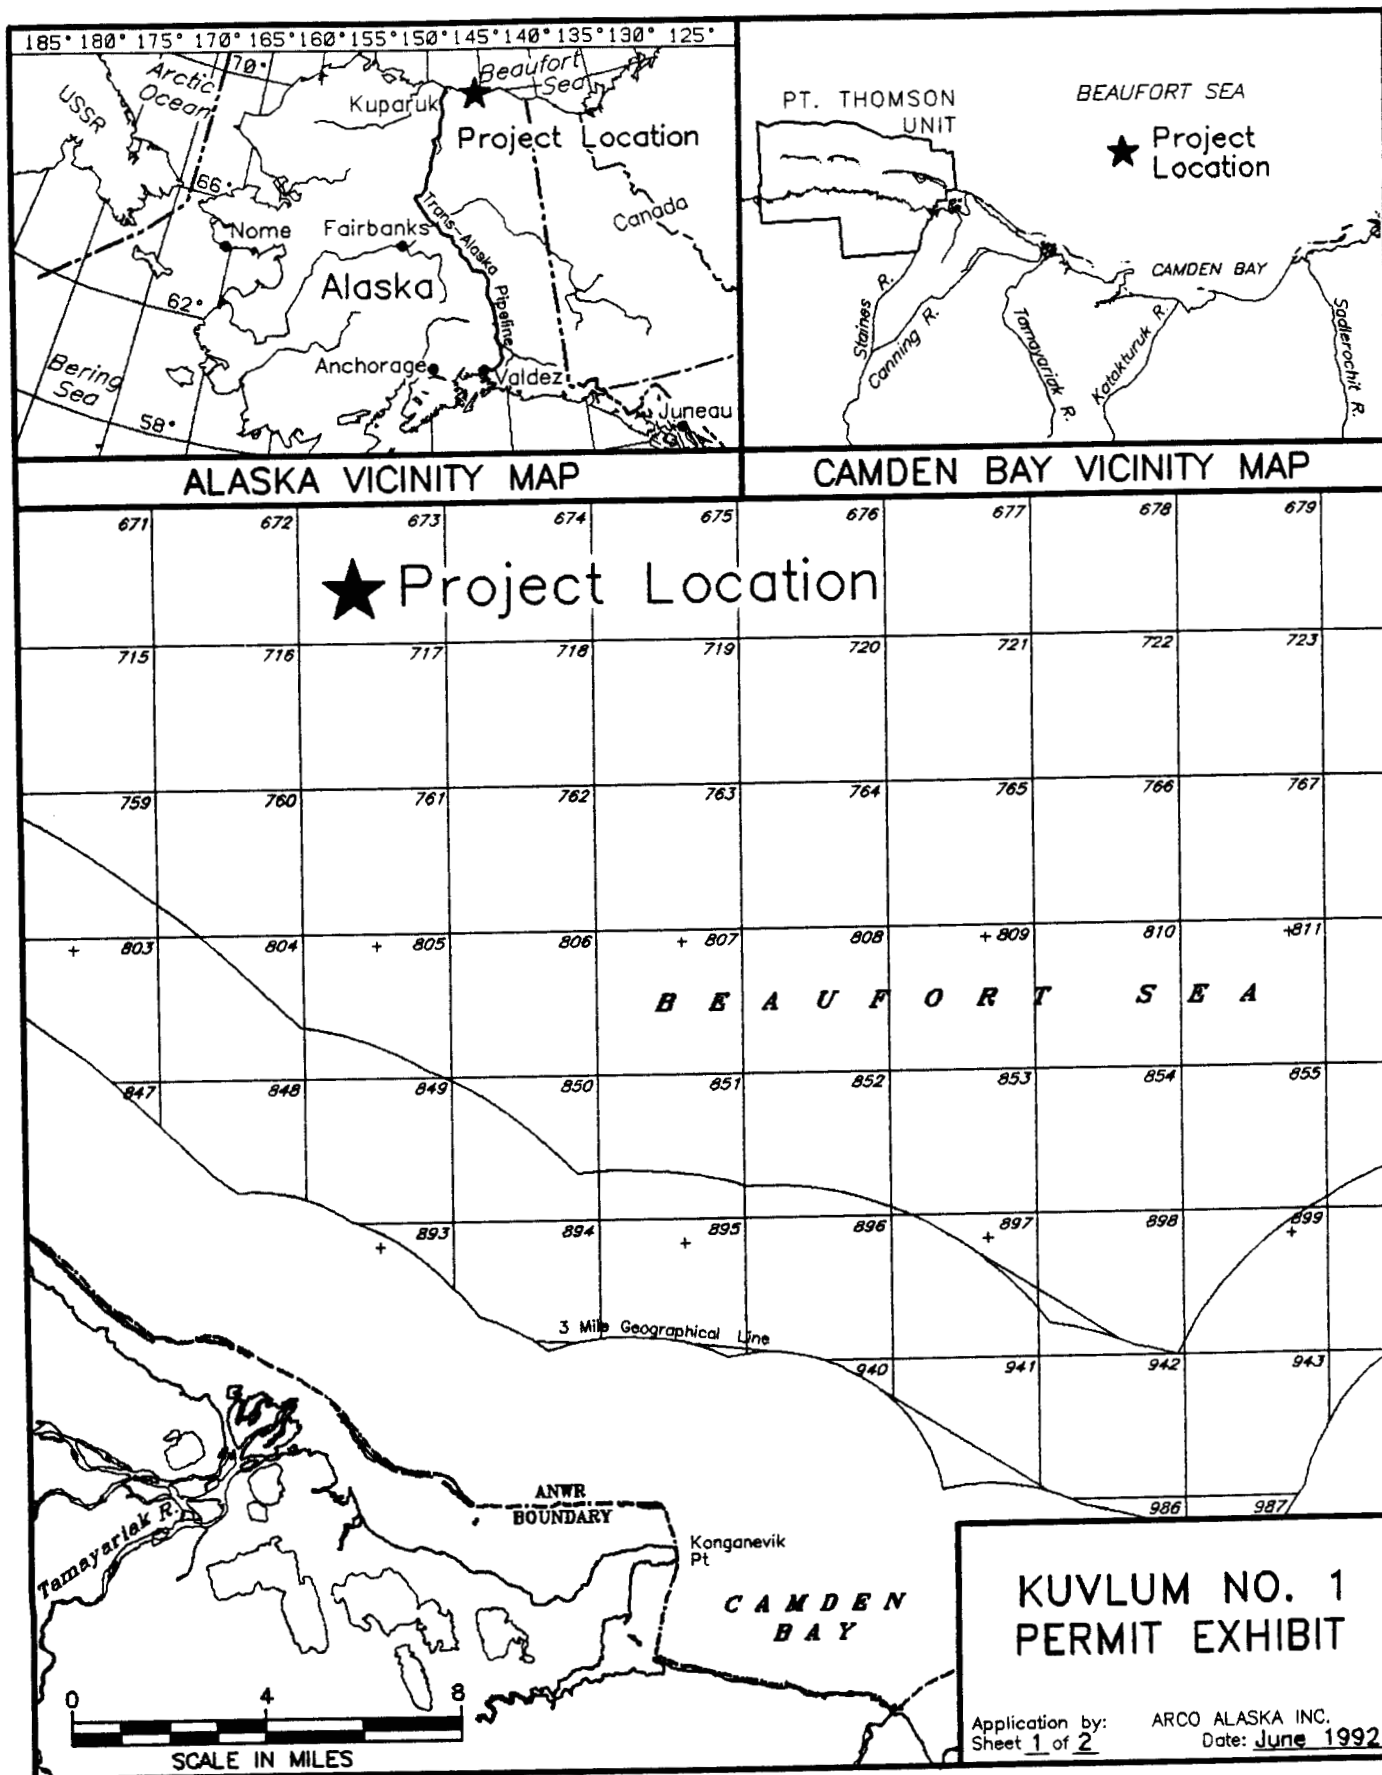 185° 180° 175° 170° 165° 160° 155° 150° 145° 140° 135° 130° 125°
70°
Arctic
Ocean
USSR
Beaufort
Sea
Kuparuk
Project Location
66°
Nome
Fairbanks
Trans-Alaska Pipeline
Canada
Alaska
62°
Bering
Sea
Anchorage
Valdez
58°
Juneau
ALASKA VICINITY MAP
PT. THOMSON
UNIT
BEAUFORT SEA
Project
Location
CAMDEN BAY
Staines R.
Canning R.
Tamayariak R.
Katakturuk R.
Sadlerochit R.
CAMDEN BAY VICINITY MAP
671 672 673 674 675 676 677 678 679
Project Location
715 716 717 718 719 720 721 722 723
759 760 761 762 763 764 765 766 767
803 804 805 806 807 808 809 810 811
BEAUFORT SEA
847 848 849 850 851 852 853 854 855
893 894 895 896 897 898 899
3 Mile Geographical Line
940 941 942 943
986 987
ANWR
BOUNDARY
Tamayariak R.
Konganevik
Pt
CAMDEN
BAY
0 4 8
SCALE IN MILES
KUVLUM NO. 1
PERMIT EXHIBIT
Application by: ARCO ALASKA INC.
Sheet 1 of 2 Date: June 1992